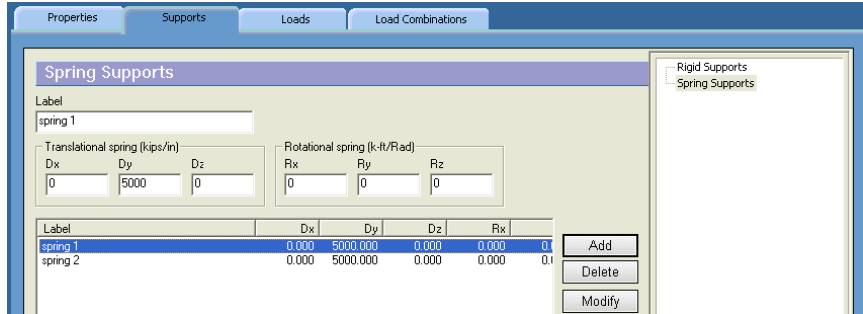 Properties Supports Loads Load Combinations
Spring Supports
Rigid Supports
Spring Supports
Label
spring 1
Translational spring (kips/in) Rotational spring (k-ft/Rad)
Dx Dy Dz Rx Ry Rz
0 5000 0 0 0 0
Label Dx Dy Dz Rx
spring 1 0.000 5000.000 0.000 0.000
spring 2 0.000 5000.000 0.000 0.000
Add
Delete
Modify